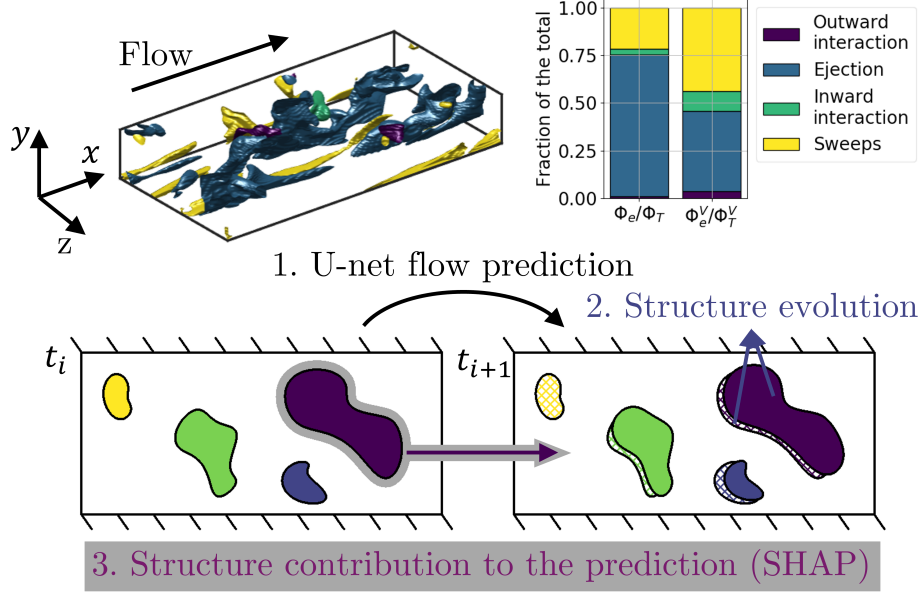 Flow
y
x
z
Fraction of the total
1.00
0.75
0.50
0.25
0.00
Φe/ΦT
ΦeV/ΦTV
Outward
interaction
Ejection
Inward
interaction
Sweeps
1. U-net flow prediction
2. Structure evolution
ti
ti+1
3. Structure contribution to the prediction (SHAP)